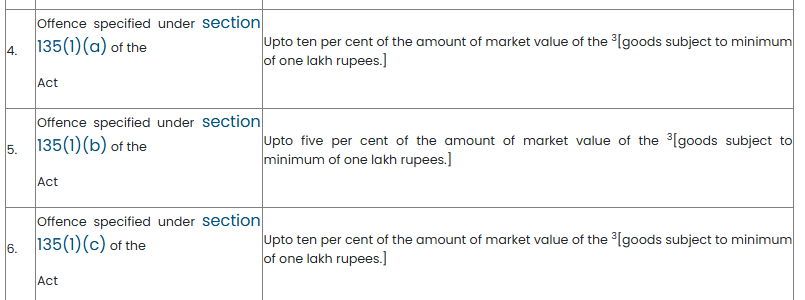 Offence specified under section
4.
135(1)(a) of the
Upto ten per cent of the amount of market value of the 3[goods subject to minimum
of one lakh rupees.]
Act
Offence specified under section
5.
135(1)(b) of the
Upto five per cent of the amount of market value of the 3[goods subject to
minimum of one lakh rupees.]
Act
Offence specified under section
6.
135(1)(c) of the
Upto ten per cent of the amount of market value of the 3[goods subject to minimum
of one lakh rupees.]
Act